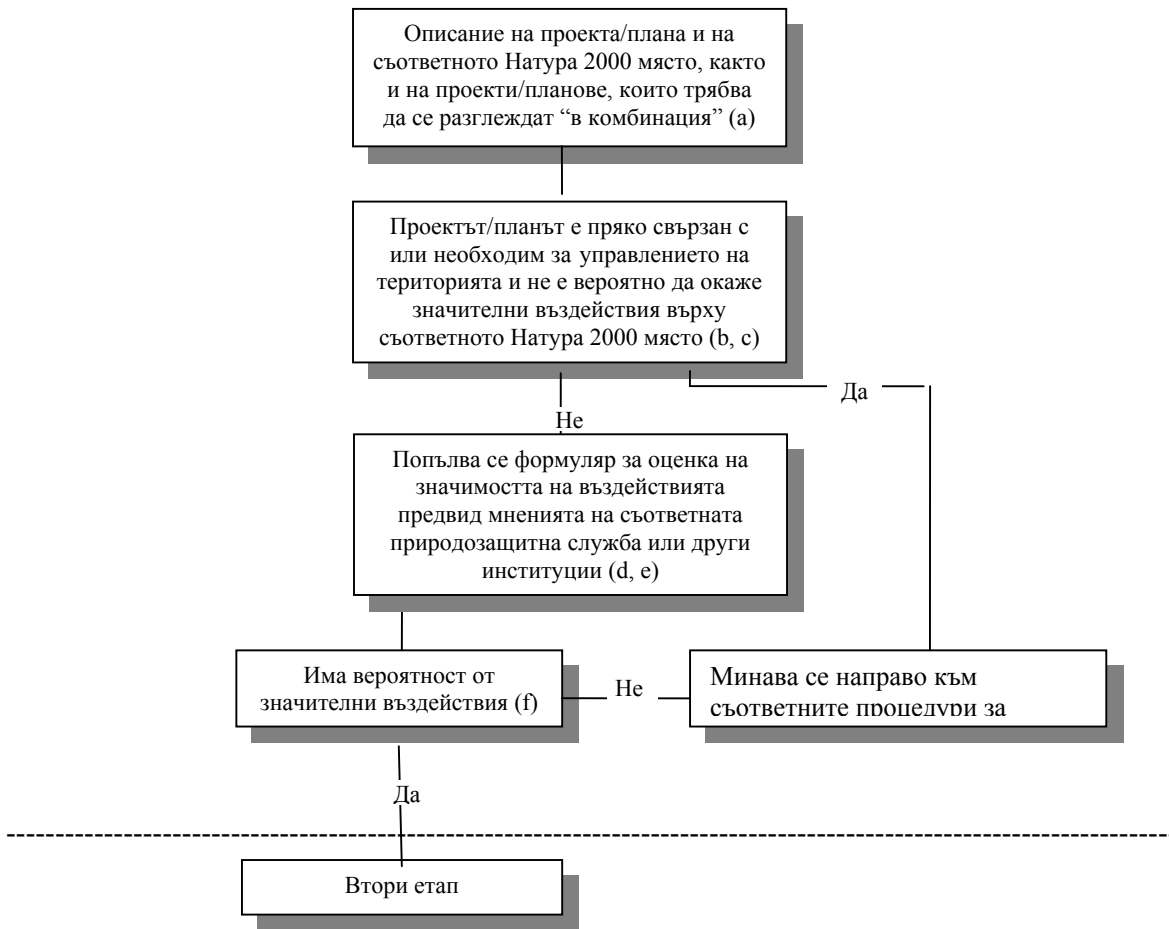 Описание на проекта/плана и на
съответното Натура 2000 място, както
и на проекти/планове, които трябва
да се разглеждат “в комбинация” (а)
Проектът/планът е пряко свързан с
или необходим за управлението на
територията и не е вероятно да окаже
значителни въздействия върху
съответното Натура 2000 място (b, c)
Да
Не
Попълва се формуляр за оценка на
значимостта на въздействията
предвид мненията на съответната
природозащитна служба или други
институции (d, e)
Има вероятност от
значителни въздействия (f)
Не
Минава се направо към
съответните процедури за
Да
Втори етап